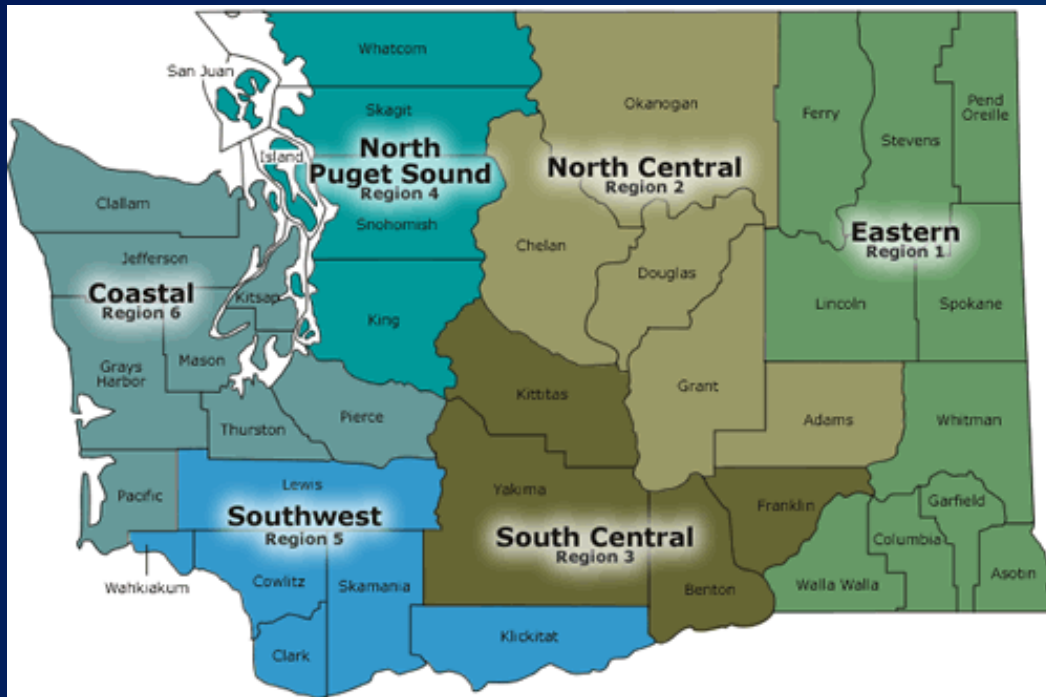 Whatcom
San Juan
Skagit
Island
North
Puget Sound
Region 4
Snohomish
King
Okanogan
North Central
Region 2
Chelan
Douglas
Grant
Adams
Ferry
Stevens
Pend
Oreille
Eastern
Region 1
Lincoln
Spokane
Whitman
Garfield
Columbia
Walla Walla
Asotin
Clallam
Jefferson
Coastal
Region 6
Kitsap
Mason
Grays
Harbor
Thurston
Pierce
Pacific
Kittitas
Yakima
South Central
Region 3
Franklin
Benton
Lewis
Southwest
Region 5
Wahkiakum
Cowlitz
Skamania
Clark
Klickitat